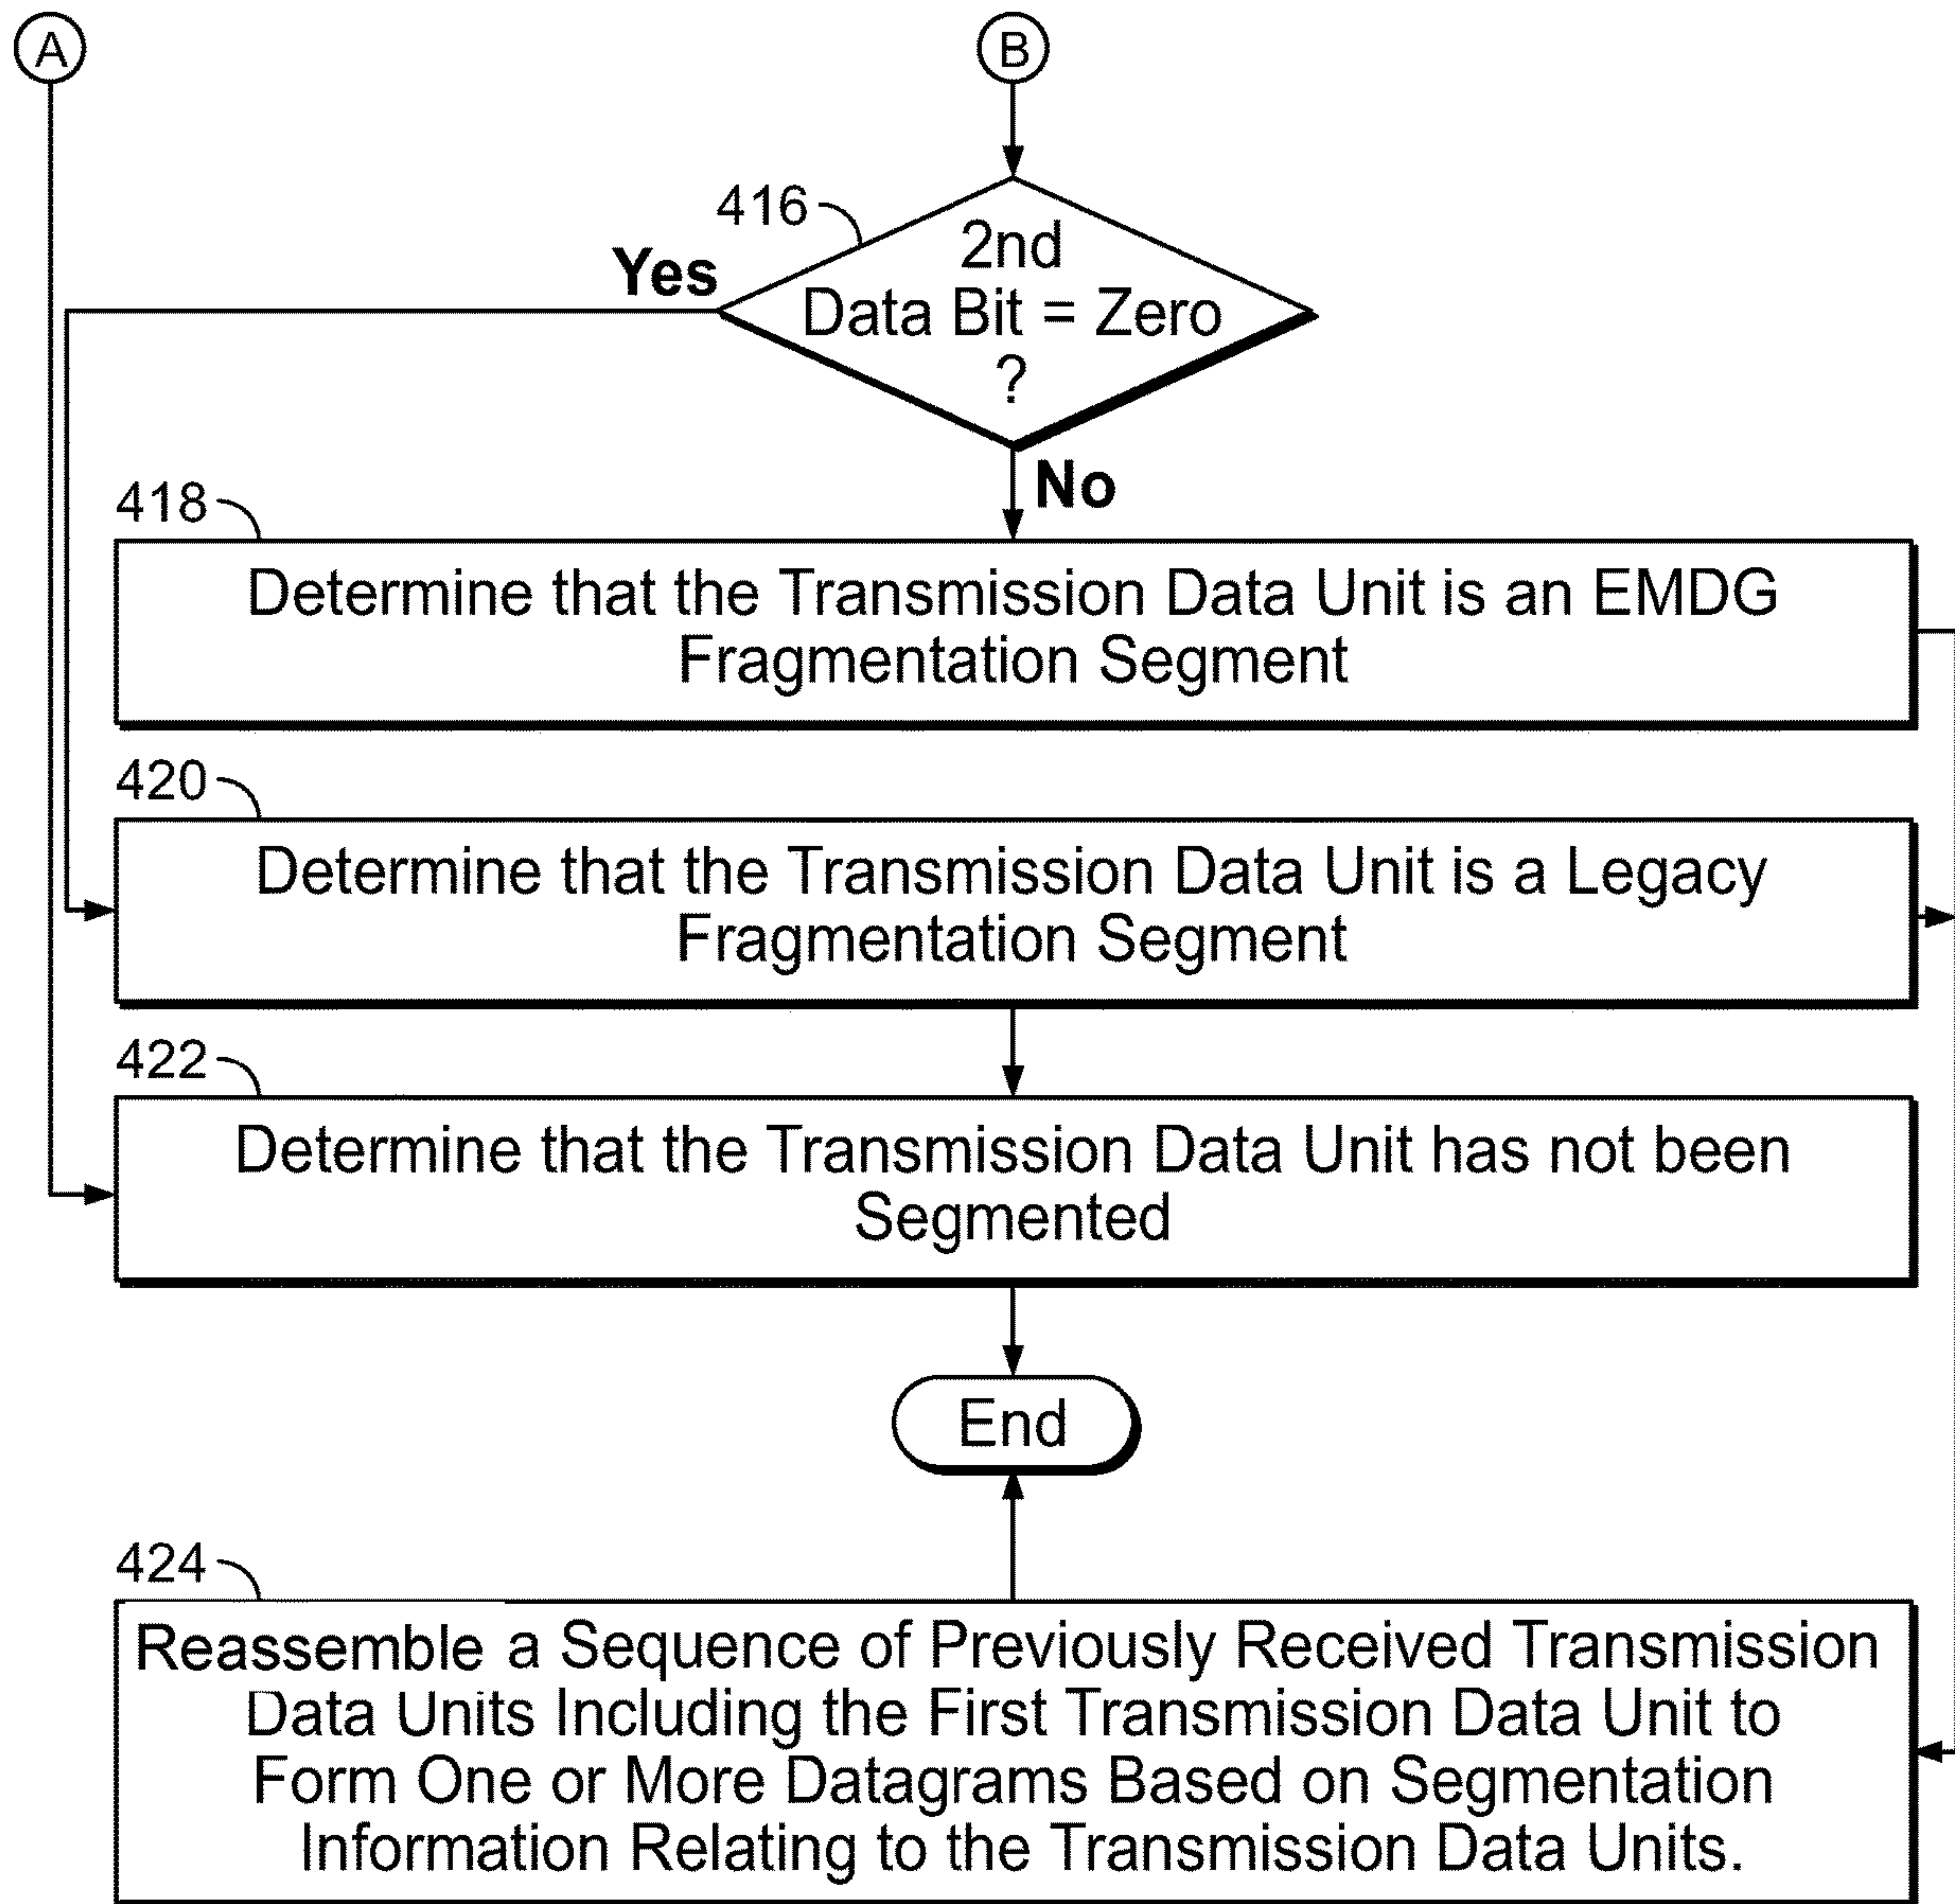 A
B
416
2nd
Data Bit = Zero
?
Yes
No
418
Determine that the Transmission Data Unit is an EMDG
Fragmentation Segment
420
Determine that the Transmission Data Unit is a Legacy
Fragmentation Segment
422
Determine that the Transmission Data Unit has not been
Segmented
End
424
Reassemble a Sequence of Previously Received Transmission
Data Units Including the First Transmission Data Unit to
Form One or More Datagrams Based on Segmentation
Information Relating to the Transmission Data Units.